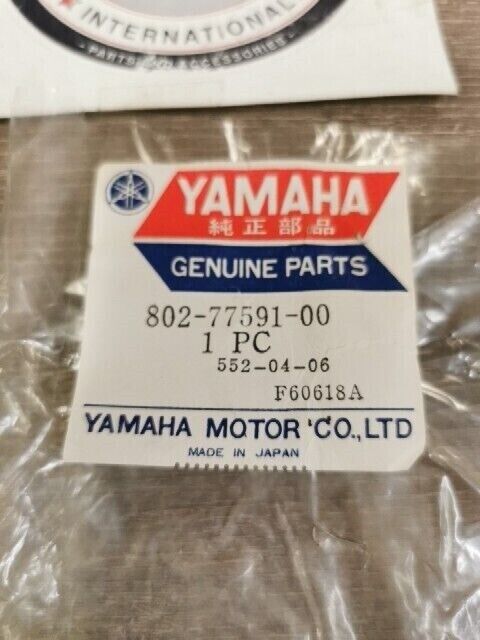 INTERNATIONAL
PARTS & ACCESSORIES
YAMAHA
純正部品
GENUINE PARTS
802-77591-00
1 PC
552-04-06
F60618A
YAMAHA MOTOR CO.,LTD
MADE IN JAPAN